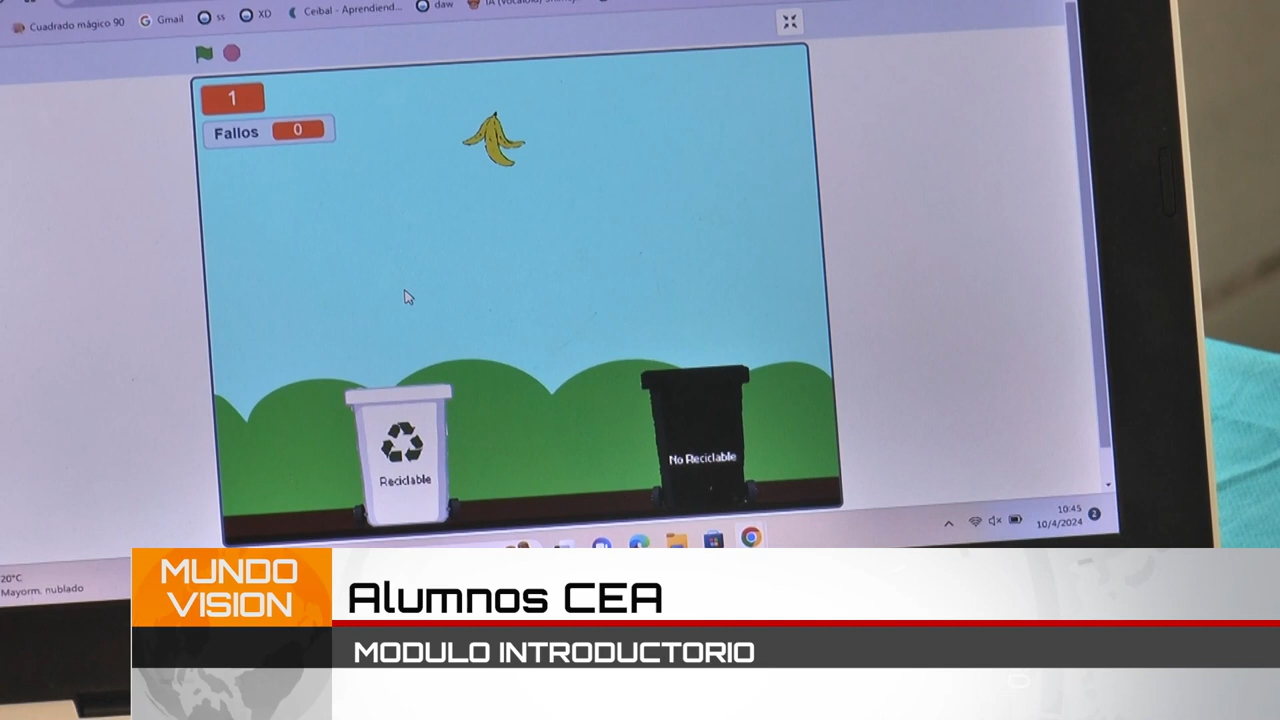 Cuadrado mágico 90 Gmail ss XD Ceibal - Aprendiend... daw
1
Fallos 0
Reciclable
No Reciclable
10:45
10/4/2024 2
20°C
Mayorm. nublado
MUNDO
VISION
Alumnos CEA
MODULO INTRODUCTORIO